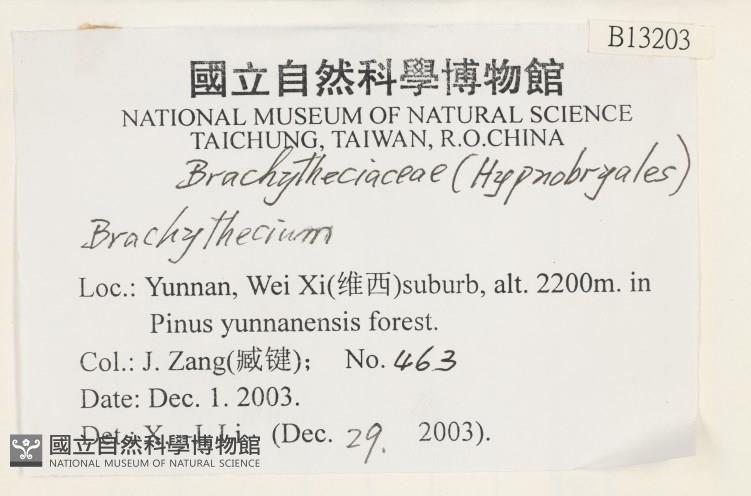 B13203
國立自然科學博物館
NATIONAL MUSEUM OF NATURAL SCIENCE
TAICHUNG, TAIWAN, R.O.CHINA
Brachytheciaceae (Hypnobryales)
Brachythecium
Loc.: Yunnan, Wei Xi(维西)suburb, alt. 2200m. in
Pinus yunnanensis forest.
Col.: J. Zang(臧键); No. 463
Date: Dec. 1. 2003.
Det.: X. -J. Li (Dec. 29. 2003).
國立自然科學博物館
NATIONAL MUSEUM OF NATURAL SCIENCE